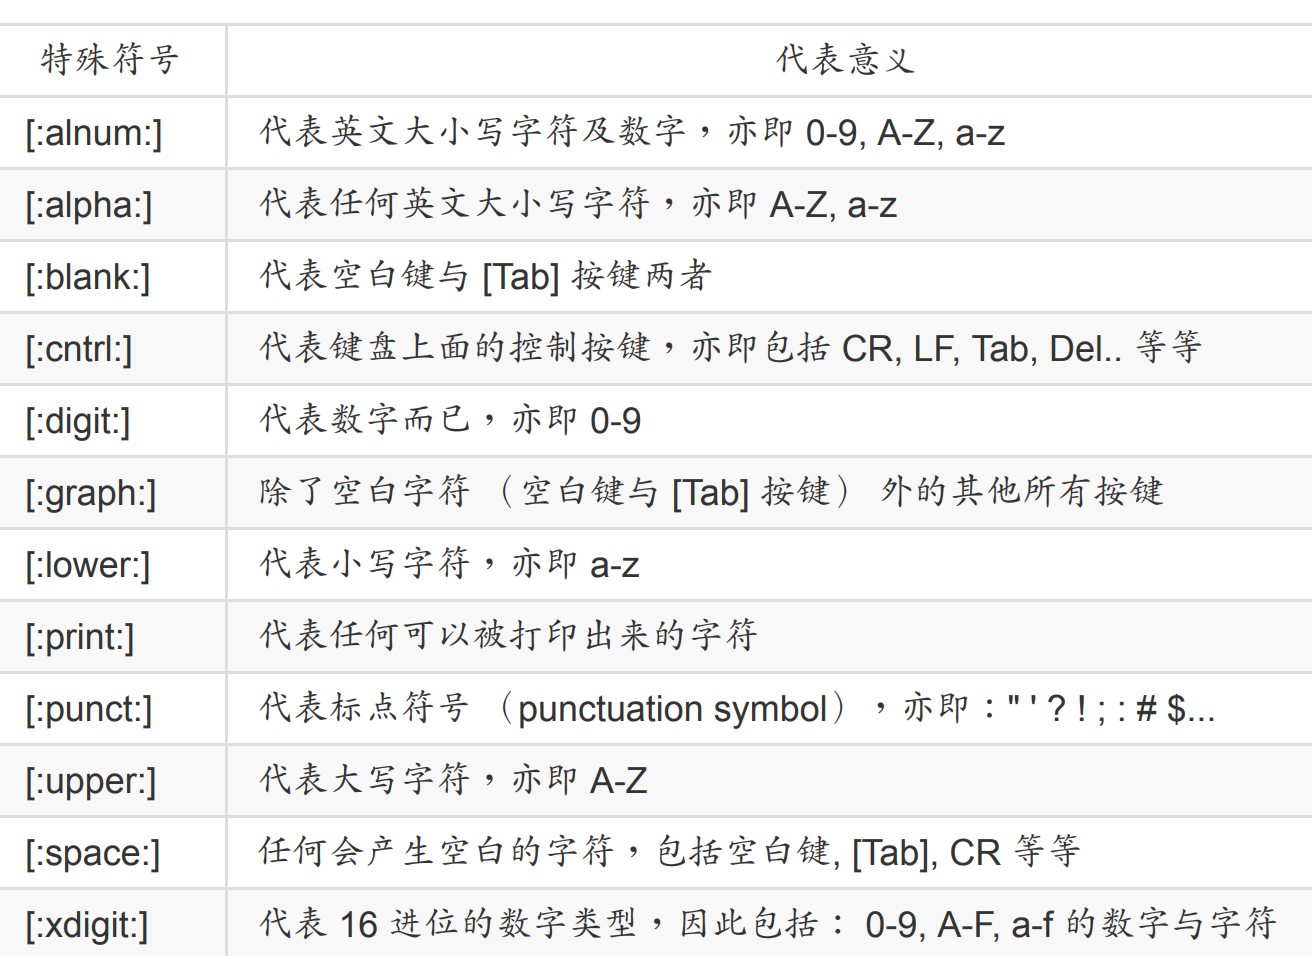 特殊符号 代表意义
[:alnum:] 代表英文大小写字符及数字，亦即 0-9, A-Z, a-z
[:alpha:] 代表任何英文大小写字符，亦即 A-Z, a-z
[:blank:] 代表空白键与 [Tab] 按键两者
[:cntrl:] 代表键盘上面的控制按键，亦即包括 CR, LF, Tab, Del.. 等等
[:digit:] 代表数字而已，亦即 0-9
[:graph:] 除了空白字符 （空白键与 [Tab] 按键） 外的其他所有按键
[:lower:] 代表小写字符，亦即 a-z
[:print:] 代表任何可以被打印出来的字符
[:punct:] 代表标点符号 （punctuation symbol），亦即：" ' ? ! ; : # $...
[:upper:] 代表大写字符，亦即 A-Z
[:space:] 任何会产生空白的字符，包括空白键, [Tab], CR 等等
[:xdigit:] 代表 16 进位的数字类型，因此包括： 0-9, A-F, a-f 的数字与字符